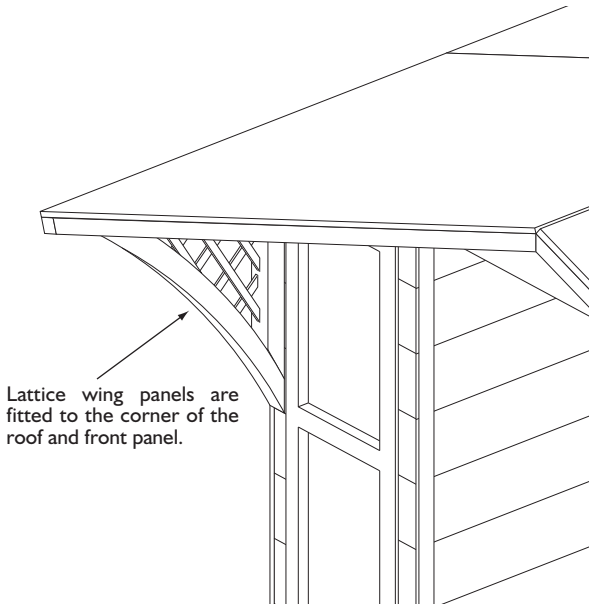 Lattice wing panels are
fitted to the corner of the
roof and front panel.